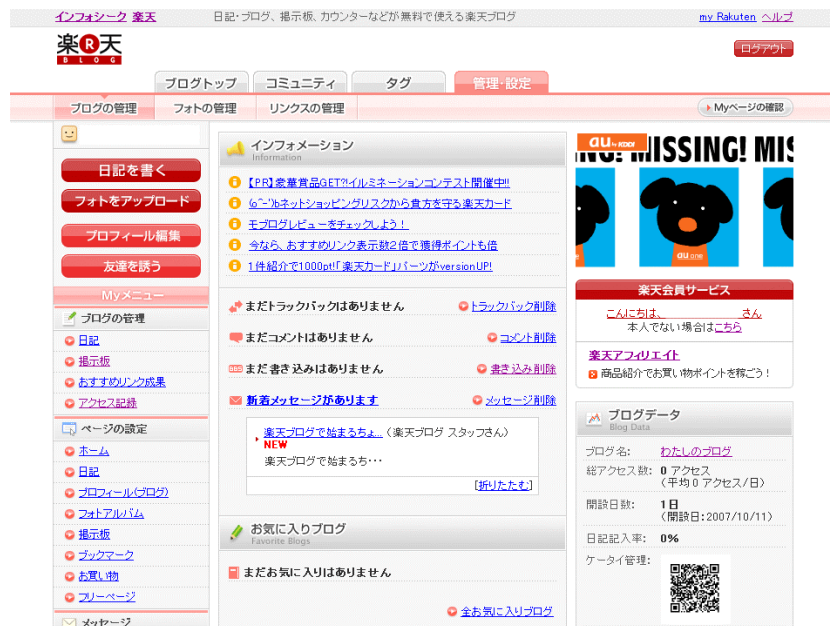 インフォシーク 楽天
日記・ブログ、掲示板、カウンターなどが無料で使える楽天ブログ
my Rakuten ヘルプ
楽R天
BLOG
ログアウト
ブログトップ
コミュニティ
タグ
管理・設定
ブログの管理
フォトの管理
リンクスの管理
Myページの確認
日記を書く
フォトをアップロード
プロフィール編集
友達を誘う
Myメニュー
ブログの管理
日記
掲示板
おすすめリンク成果
アクセス記録
ページの設定
ホーム
日記
プロフィール(ブログ)
フォトアルバム
掲示板
ブックマーク
お買い物
フリーページ
メッセージ
インフォメーション
Information
【PR】豪華賞品GET?!イルミネーションコンテスト開催中!!
(6^-')bネットショッピングリスクから貴方を守る楽天カード
モブログレビューをチェックしよう!
今なら、おすすめリンク表示数2倍で獲得ポイントも倍
1件紹介で1000pt!「楽天カード」パーツがversionUP!
まだトラックバックはありません
トラックバック削除
まだコメントはありません
コメント削除
まだ書き込みはありません
書き込み削除
新着メッセージがあります
メッセージ削除
楽天ブログで始まるちょ... (楽天ブログ スタッフさん)
NEW
楽天ブログで始まるち・・・
[折りたたむ]
お気に入りブログ
Favorite Blogs
まだお気に入りはありません
全お気に入りブログ
au by KDDI
NG! MISSING! MIS
au one
楽天会員サービス
こんにちは、 さん
本人でない場合はこちら
楽天アフィリエイト
商品紹介でお買い物ポイントを稼ごう!
ブログデータ
Blog Data
ブログ名: わたしのブログ
総アクセス数: 0 アクセス
(平均 0 アクセス/日)
開設日数: 1日
(開設日:2007/10/11)
日記記入率: 0%
ケータイ管理: